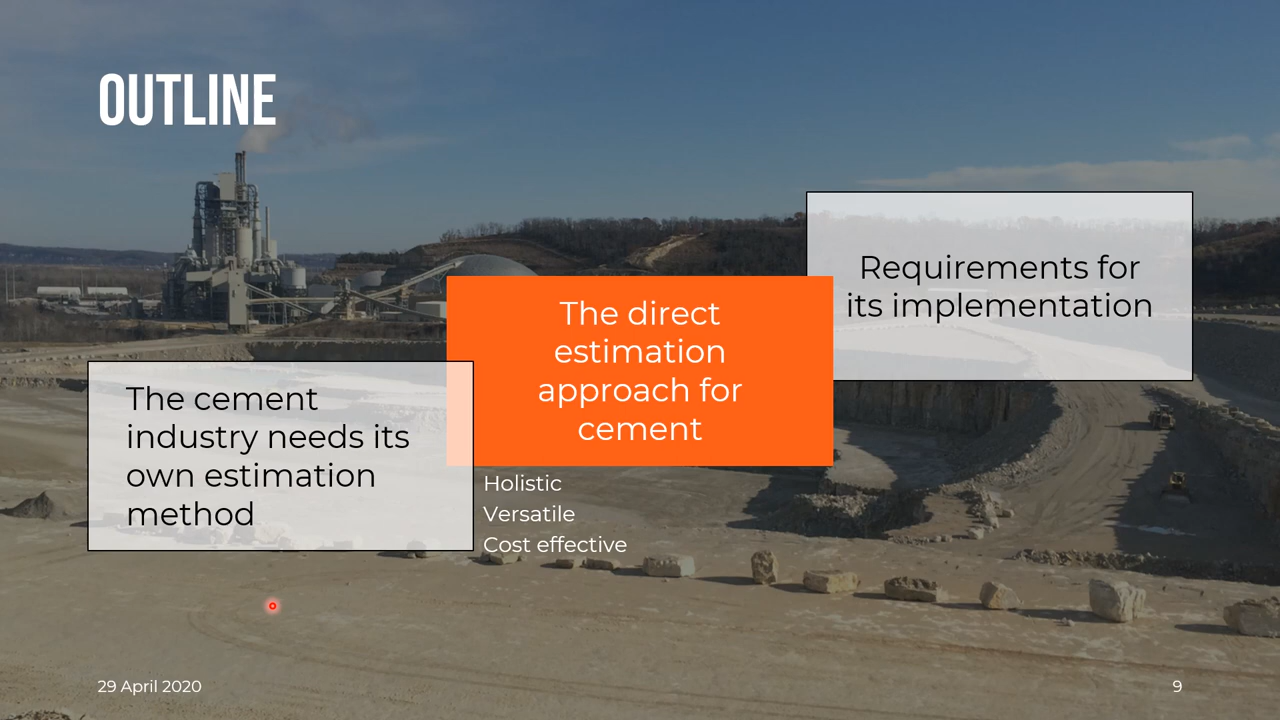 OUTLINE
The cement
industry needs its
own estimation
method
The direct
estimation
approach for
cement
Holistic
Versatile
Cost effective
Requirements for
its implementation
29 April 2020
9